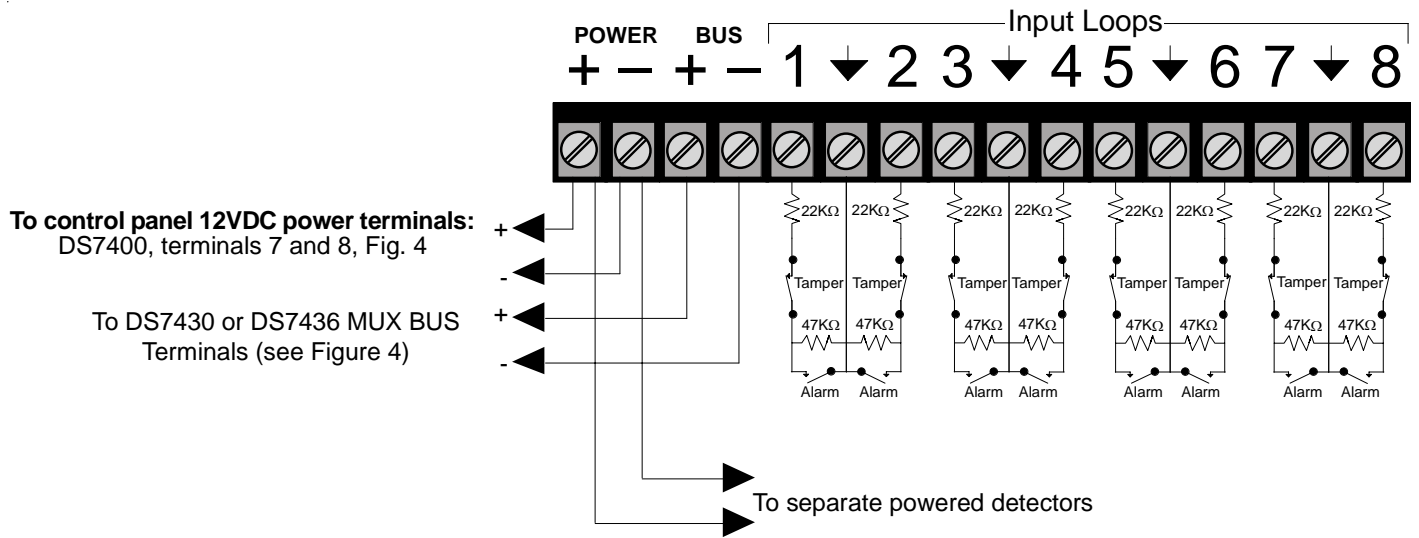 Input Loops
POWER BUS
+ − + − 1 2 3 4 5 6 7 8
To control panel 12VDC power terminals:
DS7400, terminals 7 and 8, Fig. 4
+
-
To DS7430 or DS7436 MUX BUS
Terminals (see Figure 4)
+
-
22KΩ 22KΩ 22KΩ 22KΩ 22KΩ 22KΩ 22KΩ 22KΩ
Tamper Tamper Tamper Tamper Tamper Tamper Tamper Tamper
47KΩ 47KΩ 47KΩ 47KΩ 47KΩ 47KΩ 47KΩ 47KΩ
Alarm Alarm Alarm Alarm Alarm Alarm Alarm Alarm
To separate powered detectors